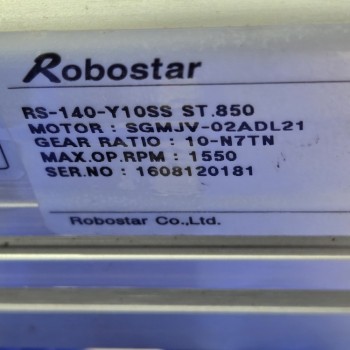 Robostar
RS-140-Y10SS ST.850
MOTOR : SGMJV-02ADL21
GEAR RATIO : 10-N7TN
MAX.OP.RPM : 1550
SER.NO : 1608120181
Robostar Co.,Ltd.